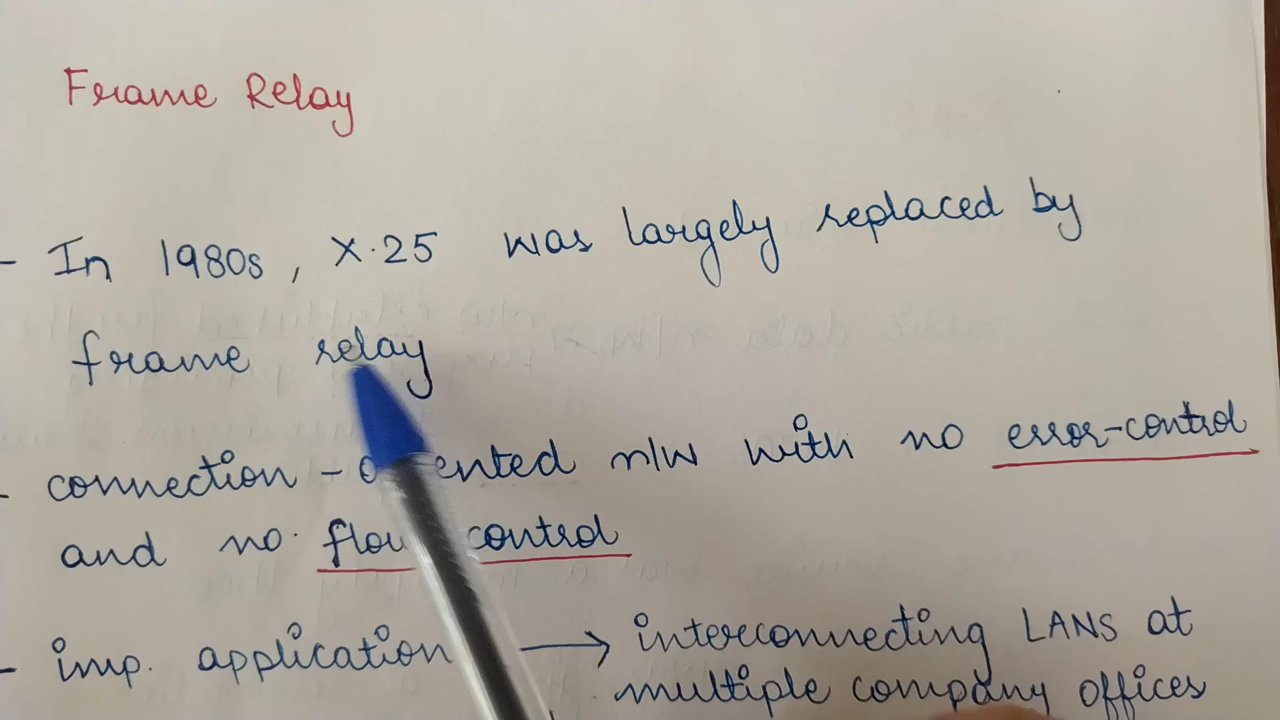 Frame Relay
- In 1980s, X.25 was largely replaced by
frame relay
- connection-oriented n/w with no error-control
and no flow control
- imp. application → interconnecting LANS at
multiple company offices